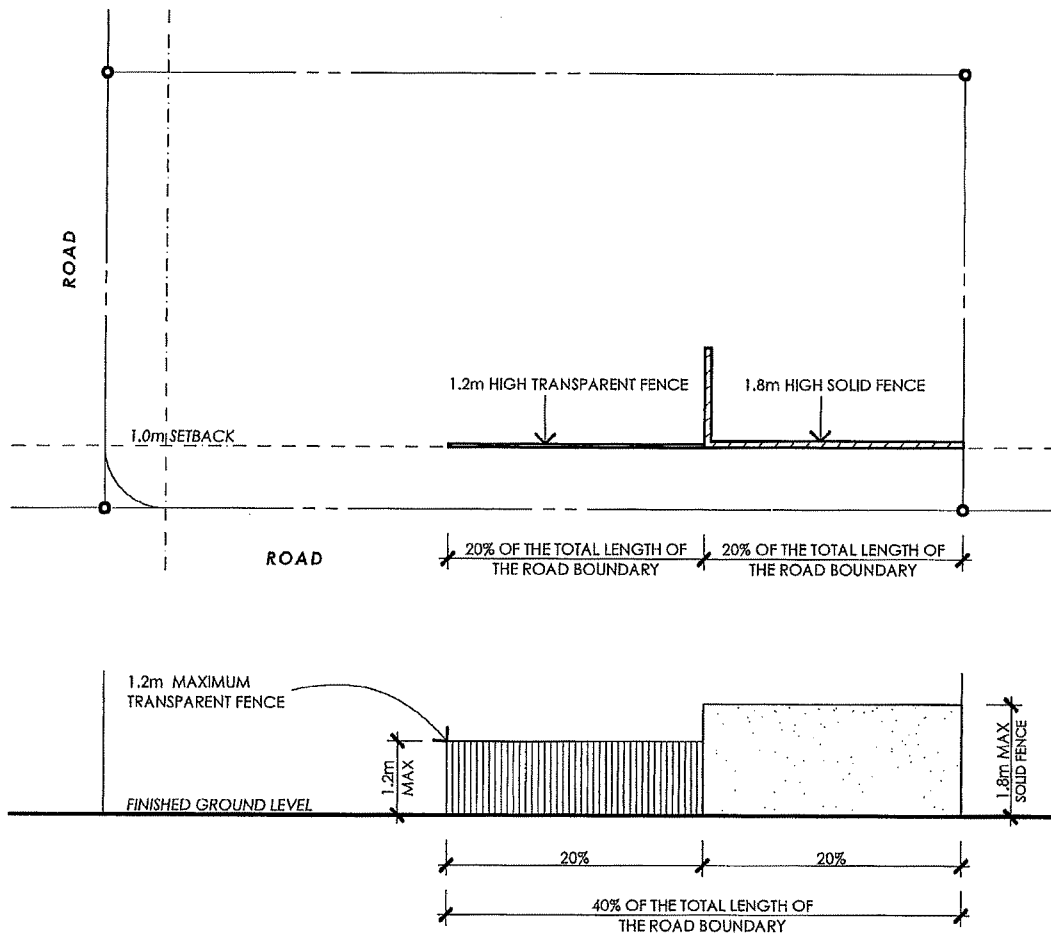 ROAD
1.2m HIGH TRANSPARENT FENCE
1.8m HIGH SOLID FENCE
1.0m SETBACK
ROAD
20% OF THE TOTAL LENGTH OF
THE ROAD BOUNDARY
20% OF THE TOTAL LENGTH OF
THE ROAD BOUNDARY
1.2m MAXIMUM
TRANSPARENT FENCE
1.2m
MAX
1.8m MAX
SOLID FENCE
FINISHED GROUND LEVEL
20%
20%
40% OF THE TOTAL LENGTH OF
THE ROAD BOUNDARY